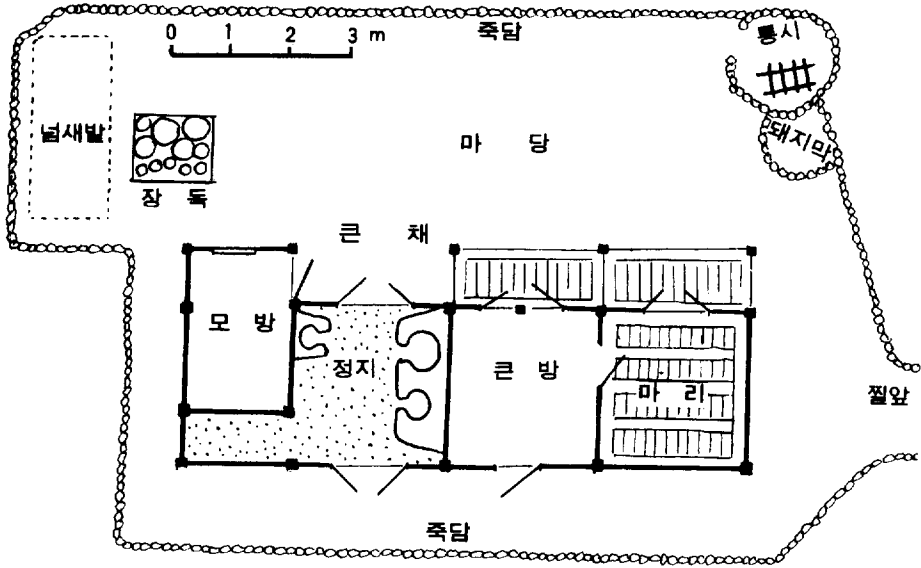 0 1 2 3 m
죽담
통시
돼지막
넘새밭
장 독
마 당
큰 채
모 방
정지
큰 방
마 리
찔앞
죽담